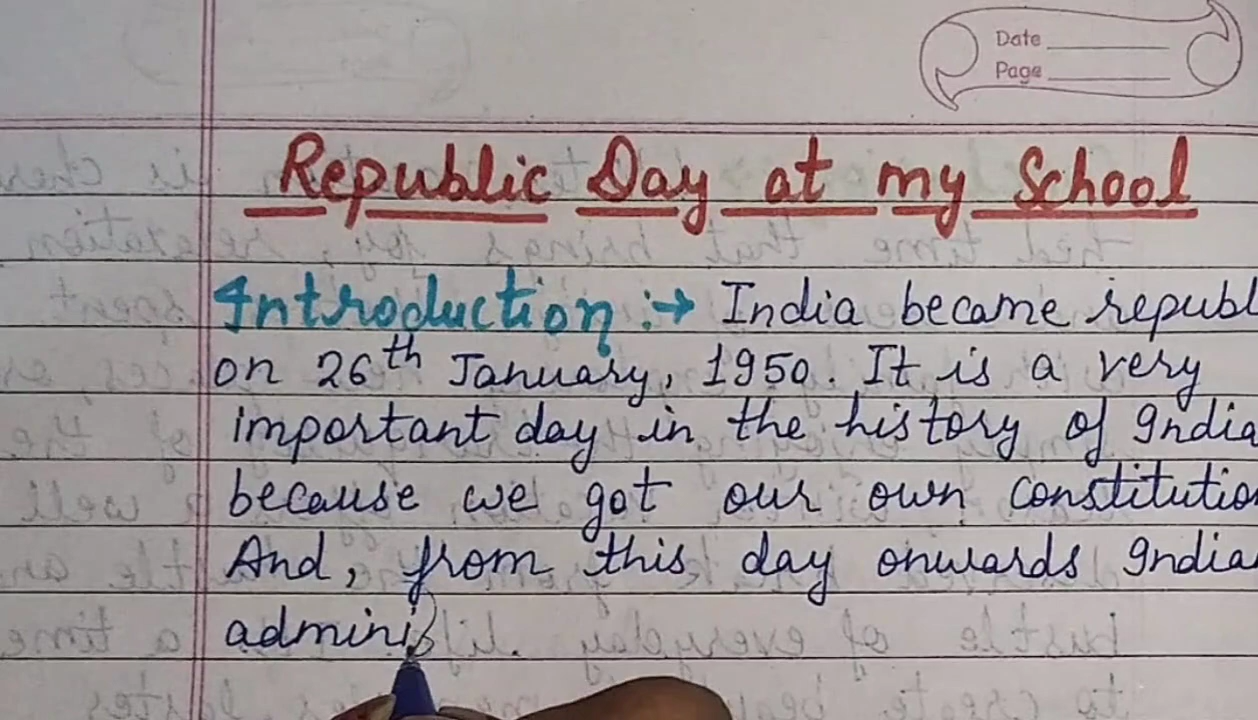 Date
Page
Republic Day at my School
Introduction :→ India became republ
on 26th January, 1950. It is a very
important day in the history of India
because we got our own constitutio
And, from this day onwards India
adminis